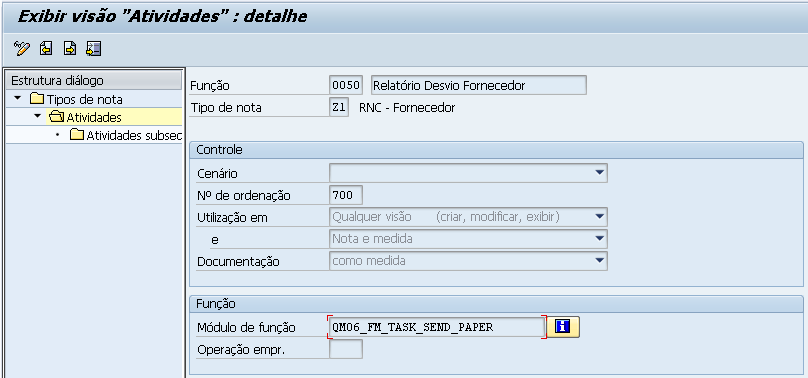 Exibir visão "Atividades" : detalhe
Estrutura diálogo
Tipos de nota
Atividades
Atividades subsec
Função 0050 Relatório Desvio Fornecedor
Tipo de nota Z1 RNC - Fornecedor
Controle
Cenário
Nº de ordenação 700
Utilização em Qualquer visão (criar, modificar, exibir)
e Nota e medida
Documentação como medida
Função
Módulo de função QM06_FM_TASK_SEND_PAPER
Operação empr.